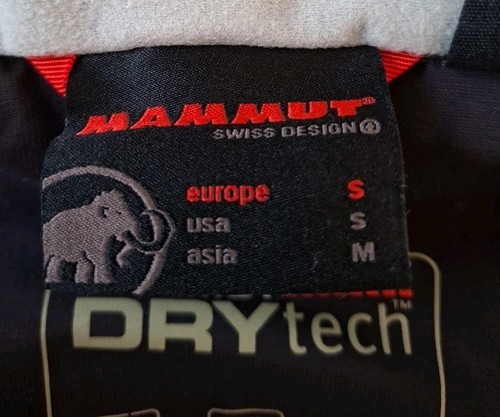 MAMMUT®
SWISS DESIGN
europe S
usa S
asia M
DRYtech™